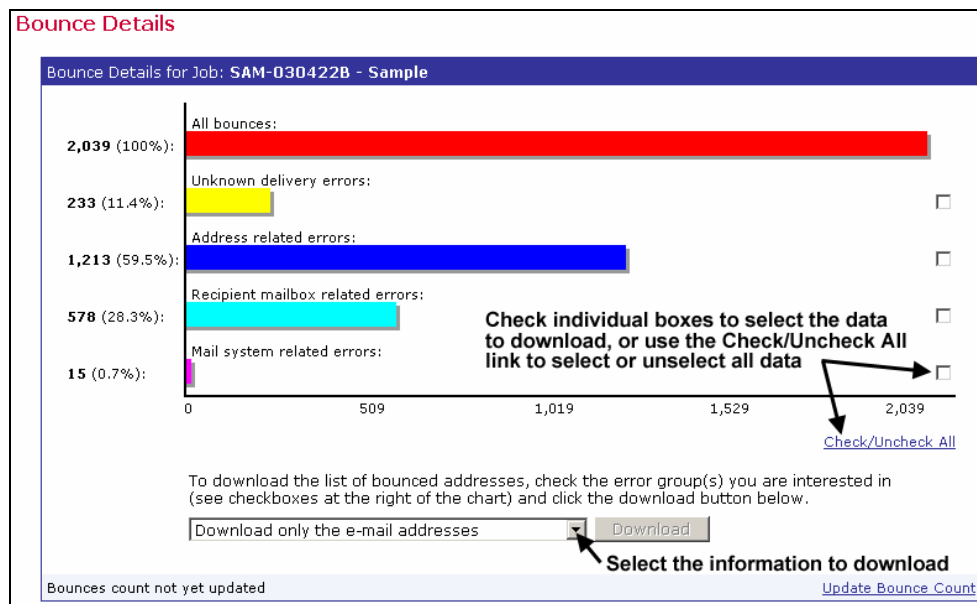 Bounce Details
Bounce Details for Job: SAM-030422B - Sample
All bounces:
2,039 (100%):
Unknown delivery errors:
233 (11.4%):
Address related errors:
1,213 (59.5%):
Recipient mailbox related errors:
578 (28.3%):
Mail system related errors:
15 (0.7%):
Check individual boxes to select the data
to download, or use the Check/Uncheck All
link to select or unselect all data
0 509 1,019 1,529 2,039
Check/Uncheck All
To download the list of bounced addresses, check the error group(s) you are interested in
(see checkboxes at the right of the chart) and click the download button below.
Download only the e-mail addresses Download
Select the information to download
Bounces count not yet updated Update Bounce Count